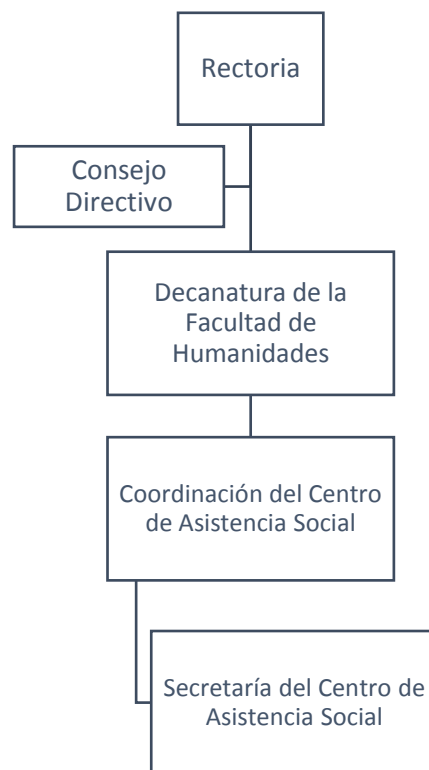 Rectoria
Consejo
Directivo
Decanatura de la
Facultad de
Humanidades
Coordinación del Centro
de Asistencia Social
Secretaría del Centro de
Asistencia Social